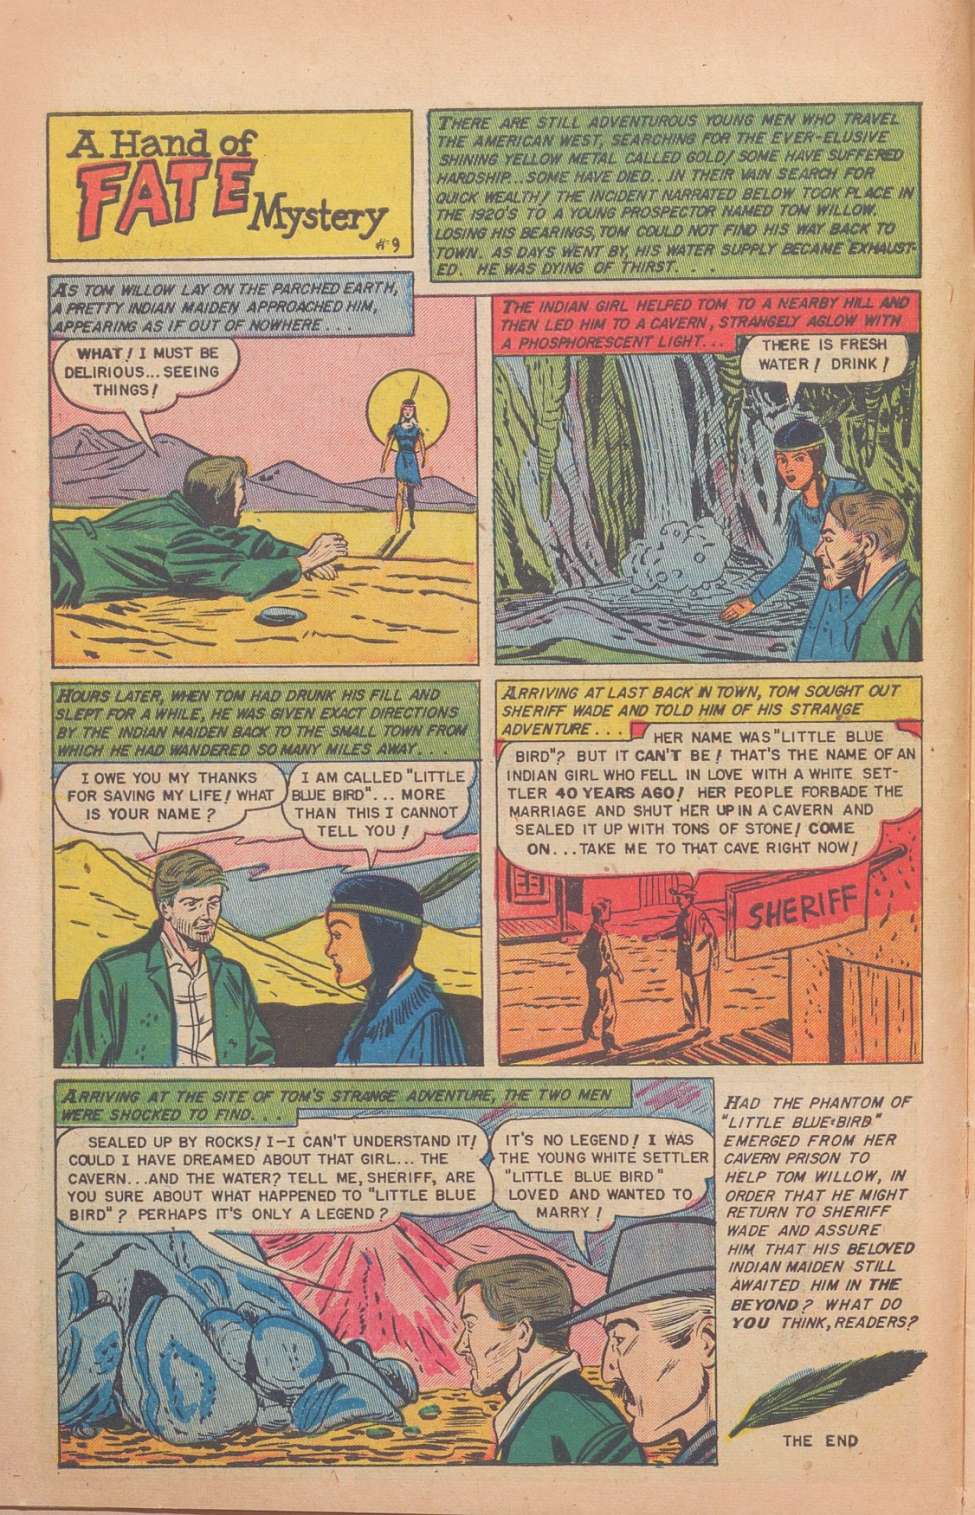 A Hand of
FATE
Mystery
#9
THERE ARE STILL ADVENTUROUS YOUNG MEN WHO TRAVEL
THE AMERICAN WEST, SEARCHING FOR THE EVER-ELUSIVE
SHINING YELLOW METAL CALLED GOLD! SOME HAVE SUFFERED
HARDSHIP...SOME HAVE DIED...IN THEIR VAIN SEARCH FOR
QUICK WEALTH! THE INCIDENT NARRATED BELOW TOOK PLACE IN
THE 1920'S TO A YOUNG PROSPECTOR NAMED TOM WILLOW.
LOSING HIS BEARINGS, TOM COULD NOT FIND HIS WAY BACK TO
TOWN. AS DAYS WENT BY, HIS WATER SUPPLY BECAME EXHAUST-
ED. HE WAS DYING OF THIRST. . .
AS TOM WILLOW LAY ON THE PARCHED EARTH,
A PRETTY INDIAN MAIDEN APPROACHED HIM,
APPEARING AS IF OUT OF NOWHERE . . .
WHAT! I MUST BE
DELIRIOUS...SEEING
THINGS!
THE INDIAN GIRL HELPED TOM TO A NEARBY HILL AND
THEN LED HIM TO A CAVERN, STRANGELY AGLOW WITH
A PHOSPHORESCENT LIGHT. . .
THERE IS FRESH
WATER! DRINK!
HOURS LATER, WHEN TOM HAD DRUNK HIS FILL AND
SLEPT FOR A WHILE, HE WAS GIVEN EXACT DIRECTIONS
BY THE INDIAN MAIDEN BACK TO THE SMALL TOWN FROM
WHICH HE HAD WANDERED SO MANY MILES AWAY. . .
I OWE YOU MY THANKS
FOR SAVING MY LIFE! WHAT
IS YOUR NAME?
I AM CALLED "LITTLE
BLUE BIRD"... MORE
THAN THIS I CANNOT
TELL YOU!
ARRIVING AT LAST BACK IN TOWN, TOM SOUGHT OUT
SHERIFF WADE AND TOLD HIM OF HIS STRANGE
ADVENTURE . . .
HER NAME WAS "LITTLE BLUE
BIRD"? BUT IT CAN'T BE! THAT'S THE NAME OF AN
INDIAN GIRL WHO FELL IN LOVE WITH A WHITE SET-
TLER 40 YEARS AGO! HER PEOPLE FORBADE THE
MARRIAGE AND SHUT HER UP IN A CAVERN AND
SEALED IT UP WITH TONS OF STONE! COME
ON...TAKE ME TO THAT CAVE RIGHT NOW!
SHERIFF
ARRIVING AT THE SITE OF TOM'S STRANGE ADVENTURE, THE TWO MEN
WERE SHOCKED TO FIND. . .
SEALED UP BY ROCKS! I-I CAN'T UNDERSTAND IT!
COULD I HAVE DREAMED ABOUT THAT GIRL... THE
CAVERN...AND THE WATER? TELL ME, SHERIFF, ARE
YOU SURE ABOUT WHAT HAPPENED TO "LITTLE BLUE
BIRD"? PERHAPS IT'S ONLY A LEGEND?
IT'S NO LEGEND! I WAS
THE YOUNG WHITE SETTLER
"LITTLE BLUE BIRD"
LOVED AND WANTED TO
MARRY!
HAD THE PHANTOM OF
"LITTLE BLUE BIRD"
EMERGED FROM HER
CAVERN PRISON TO
HELP TOM WILLOW, IN
ORDER THAT HE MIGHT
RETURN TO SHERIFF
WADE AND ASSURE
HIM THAT HIS BELOVED
INDIAN MAIDEN STILL
AWAITED HIM IN THE
BEYOND? WHAT DO
YOU THINK, READERS?
THE END